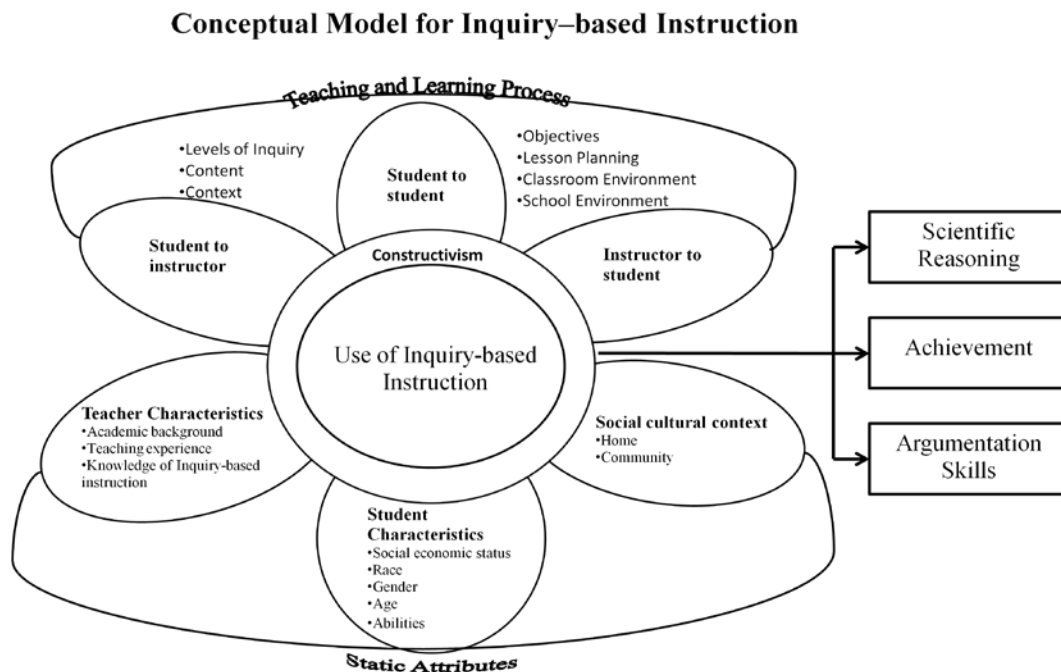 Conceptual Model for Inquiry–based Instruction
Teaching and Learning Process
•Levels of Inquiry
•Content
•Context
Student to
student
•Objectives
•Lesson Planning
•Classroom Environment
•School Environment
Student to
instructor
Constructivism
Instructor to
student
Use of Inquiry-based
Instruction
Scientific
Reasoning
Achievement
Argumentation
Skills
Teacher Characteristics
•Academic background
•Teaching experience
•Knowledge of Inquiry-based
instruction
Social cultural context
•Home
•Community
Student
Characteristics
•Social economic status
•Race
•Gender
•Age
•Abilities
Static Attributes